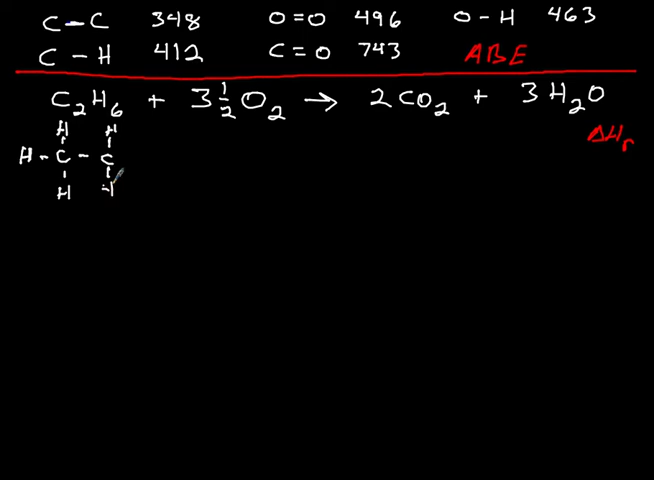 C-C 348 O=O 496 O-H 463
C-H 412 C=O 743 ABE
C₂H₆ + 3½O₂ → 2CO₂ + 3H₂O
ΔHᵣ
H H
H-C-C
H H